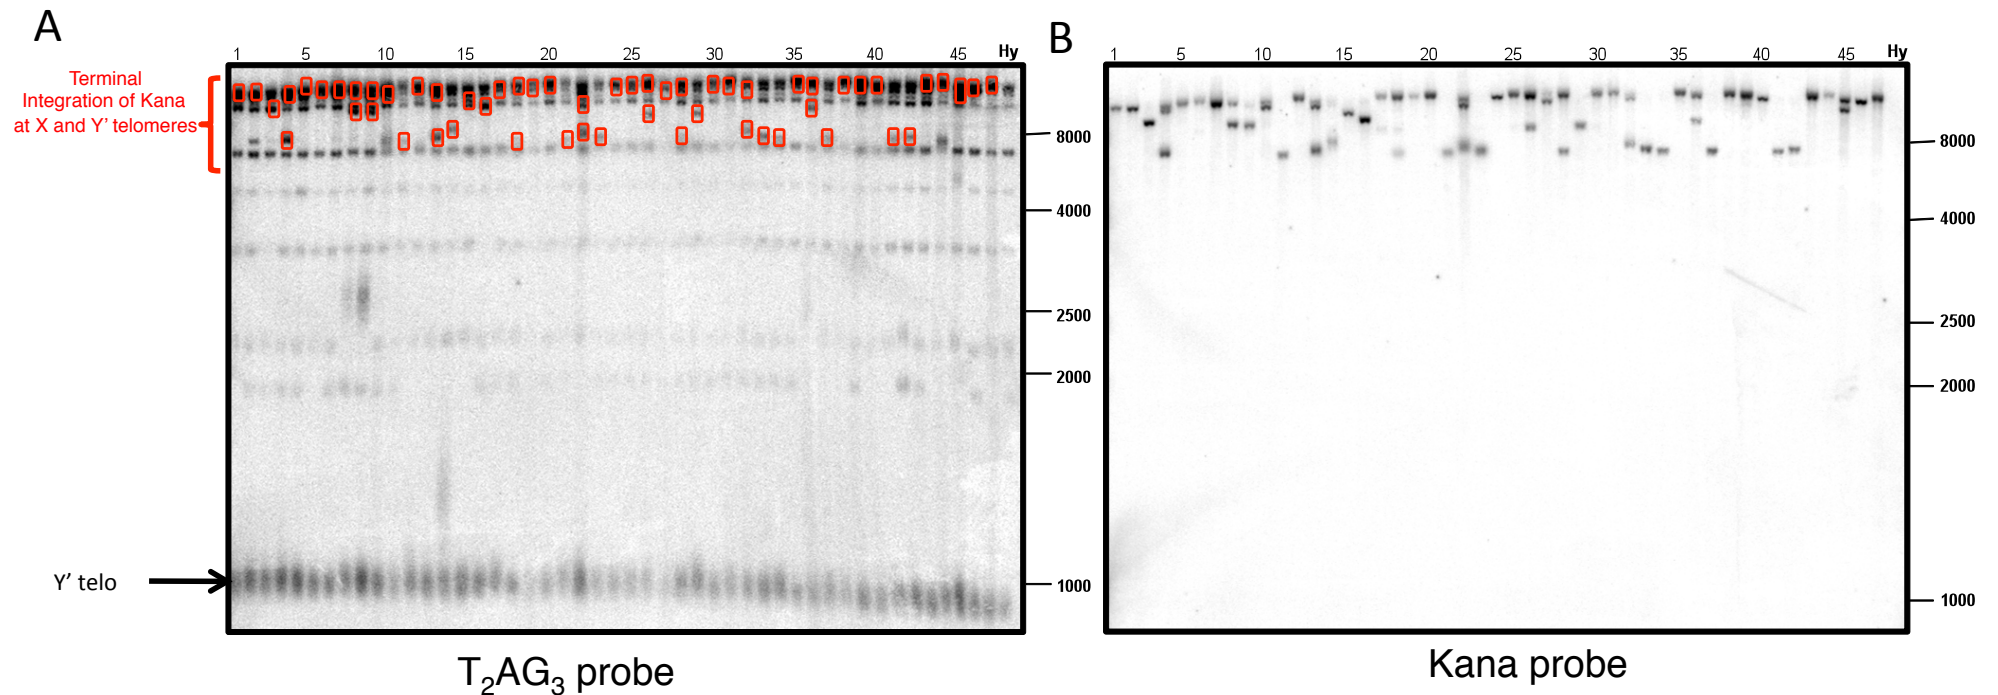 A
1 5 10 15 20 25 30 35 40 45 Hy
Terminal
Integration of Kana
at X and Y' telomeres
8000
4000
2500
2000
1000
Y' telo
T₂AG₃ probe
B
1 5 10 15 20 25 30 35 40 45 Hy
8000
4000
2500
2000
1000
Kana probe